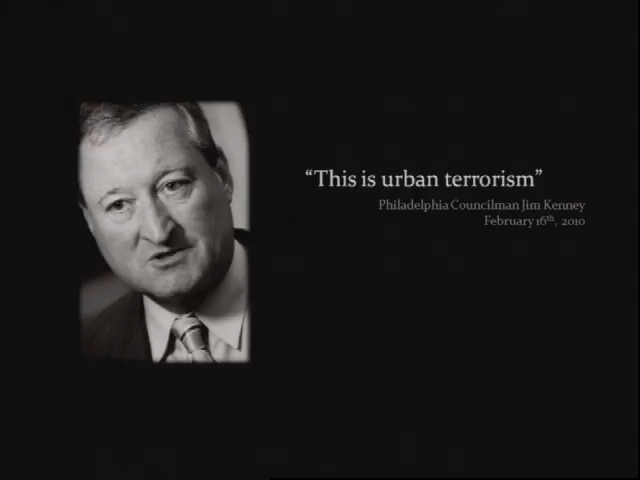 “This is urban terrorism”
Philadelphia Councilman Jim Kenney
February 16th, 2010